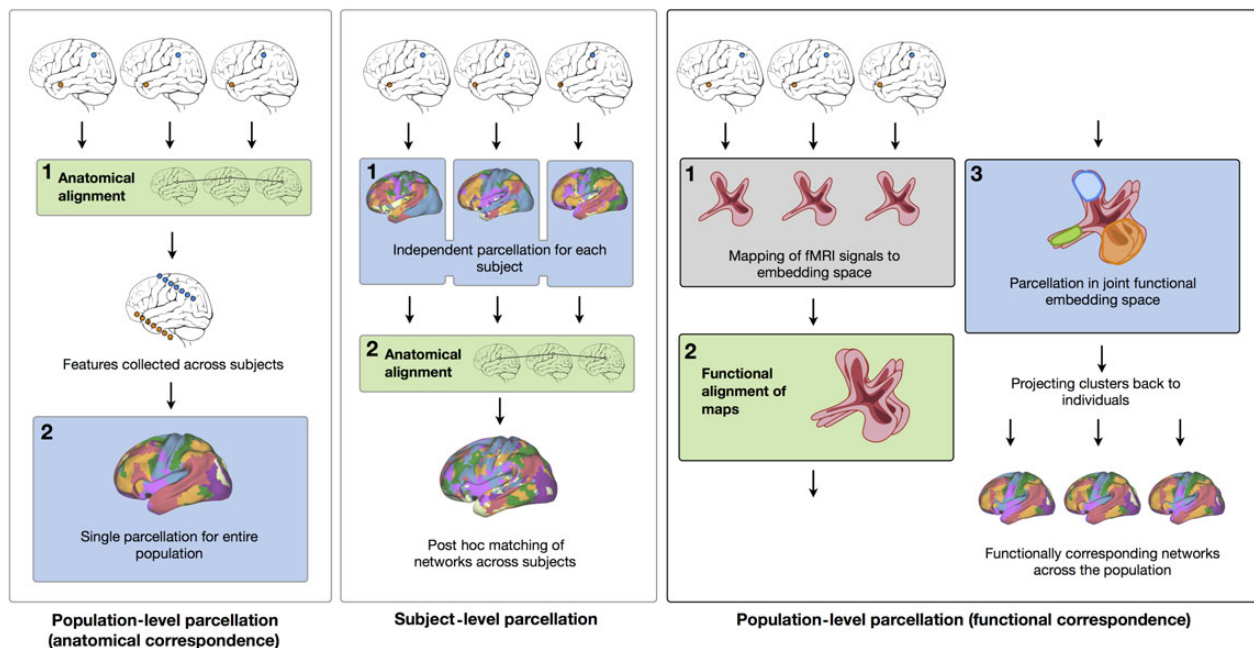 1
Anatomical
alignment
Features collected across subjects
2
Single parcellation for entire
population
Population-level parcellation
(anatomical correspondence)
1
Independent parcellation for each
subject
2
Anatomical
alignment
Post hoc matching of
networks across subjects
Subject-level parcellation
1
Mapping of fMRI signals to
embedding space
2
Functional
alignment of
maps
3
Parcellation in joint functional
embedding space
Projecting clusters back to
individuals
Functionally corresponding networks
across the population
Population-level parcellation (functional correspondence)